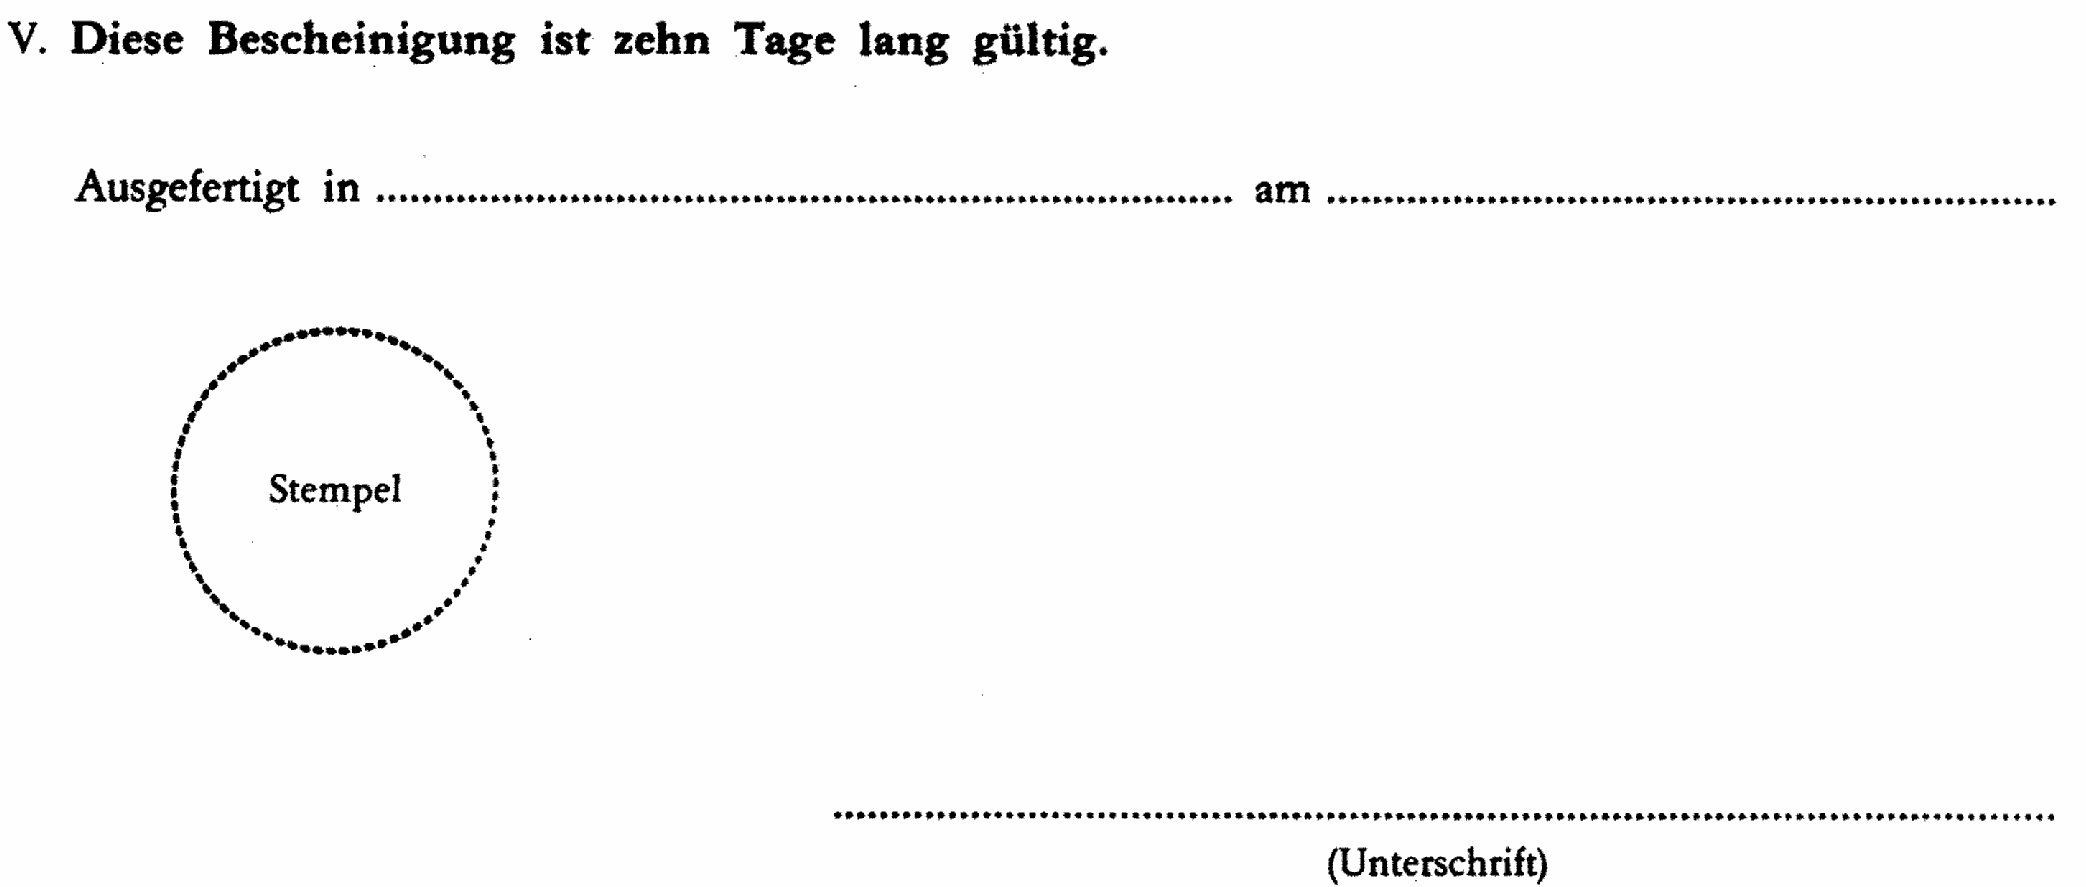 V. Diese Bescheinigung ist zehn Tage lang gültig.
Ausgefertigt in ........................................ am ........................................
Stempel
(Unterschrift)